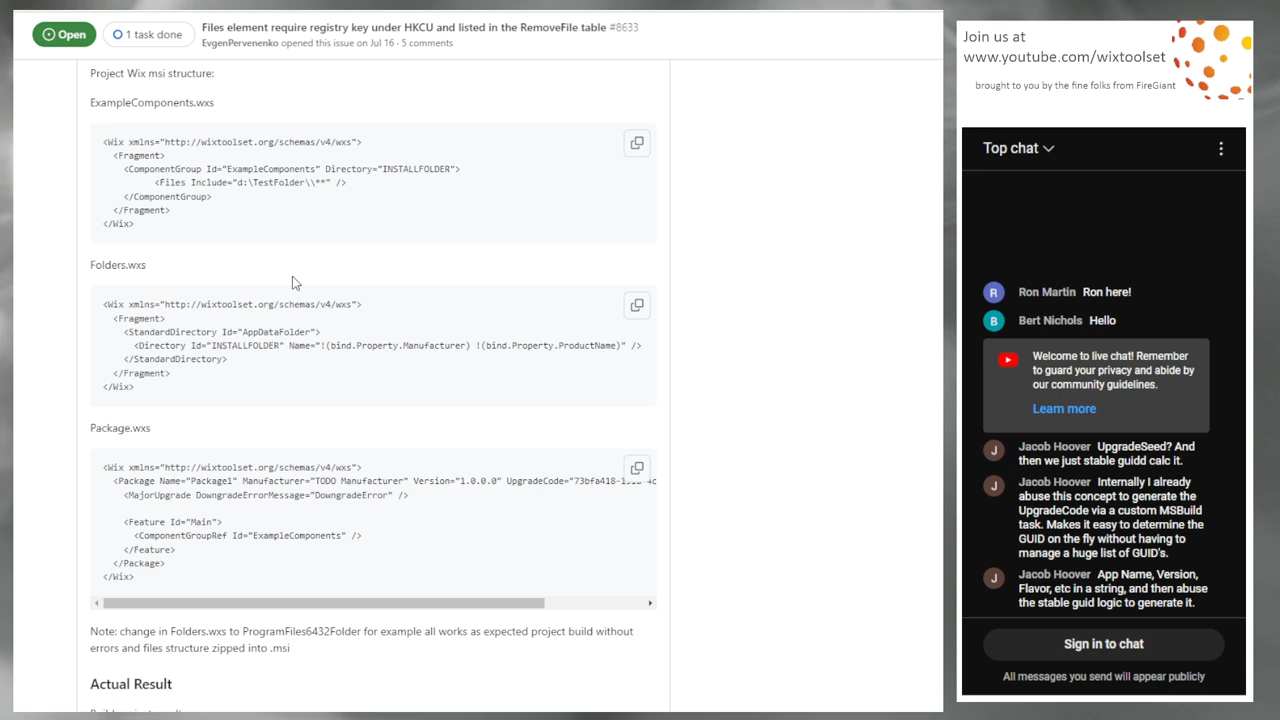 Open
1 task done
Files element require registry key under HKCU and listed in the RemoveFile table #8633
EvgenPervenenko opened this issue on Jul 16 · 5 comments
Project Wix msi structure:
ExampleComponents.wxs
<Wix xmlns="http://wixtoolset.org/schemas/v4/wxs">
<Fragment>
<ComponentGroup Id="ExampleComponents" Directory="INSTALLFOLDER">
<Files Include="d:\TestFolder\\**" />
</ComponentGroup>
</Fragment>
</Wix>
Folders.wxs
<Wix xmlns="http://wixtoolset.org/schemas/v4/wxs">
<Fragment>
<StandardDirectory Id="AppDataFolder">
<Directory Id="INSTALLFOLDER" Name="!(bind.Property.Manufacturer) !(bind.Property.ProductName)" />
</StandardDirectory>
</Fragment>
</Wix>
Package.wxs
<Wix xmlns="http://wixtoolset.org/schemas/v4/wxs">
<Package Name="Package1" Manufacturer="TODO Manufacturer" Version="1.0.0.0" UpgradeCode="73bfa418-
<MajorUpgrade DowngradeErrorMessage="DowngradeError" />
<Feature Id="Main">
<ComponentGroupRef Id="ExampleComponents" />
</Feature>
</Package>
</Wix>
Note: change in Folders.wxs to ProgramFiles6432Folder for example all works as expected project build without
errors and files structure zipped into .msi
Actual Result
Join us at
www.youtube.com/wixtoolset
brought to you by the fine folks from FireGiant
Top chat
R Ron Martin Ron here!
B Bert Nichols Hello
Welcome to live chat! Remember
to guard your privacy and abide by
our community guidelines.
Learn more
J Jacob Hoover UpgradeSeed? And
then we just stable guidd calc it.
J Jacob Hoover Internally I already
abuse this concept to generate the
UpgradeCode via a custom MSBuild
task. Makes it easy to determine the
GUID on the fly without having to
manage a huge list of GUID's.
J Jacob Hoover App Name, Version,
Flavor, etc in a string, and then abuse
the stable guid logic to generate it.
Sign in to chat
All messages you send will appear publicly